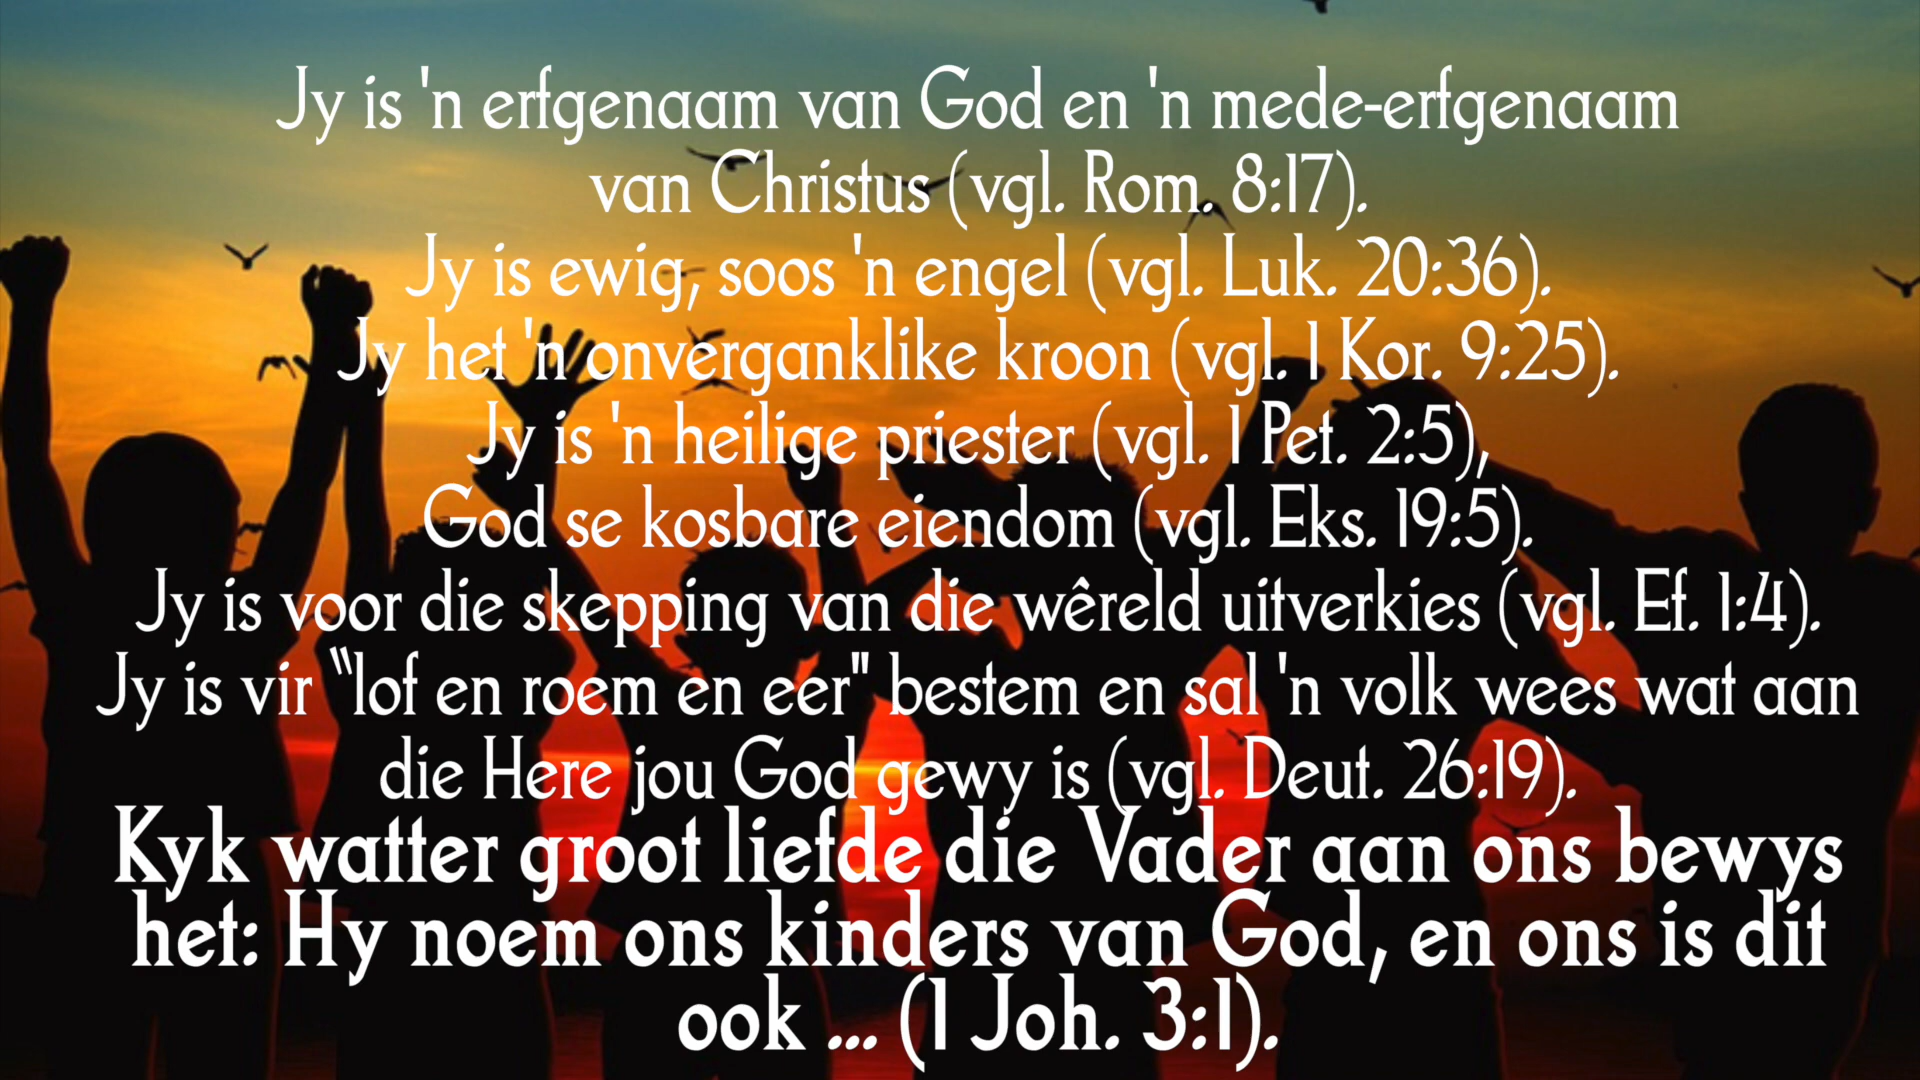 Jy is 'n erfgenaam van God en 'n mede-erfgenaam
van Christus (vgl. Rom. 8:17).
Jy is ewig, soos 'n engel (vgl. Luk. 20:36).
Jy het 'n onverganklike kroon (vgl. 1 Kor. 9:25).
Jy is 'n heilige priester (vgl. 1 Pet. 2:5),
God se kosbare eiendom (vgl. Eks. 19:5).
Jy is voor die skepping van die wêreld uitverkies (vgl. Ef. 1:4).
Jy is vir “lof en roem en eer" bestem en sal 'n volk wees wat aan
die Here jou God gewy is (vgl. Deut. 26:19).
Kyk watter groot liefde die Vader aan ons bewys
het: Hy noem ons kinders van God, en ons is dit
ook ... (1 Joh. 3:1).